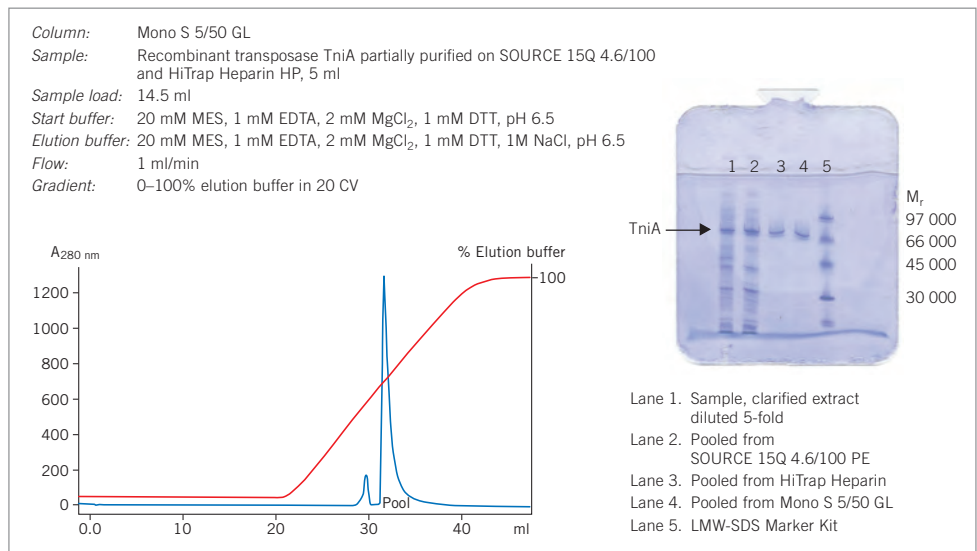 Column: Mono S 5/50 GL
Sample: Recombinant transposase TniA partially purified on SOURCE 15Q 4.6/100
and HiTrap Heparin HP, 5 ml
Sample load: 14.5 ml
Start buffer: 20 mM MES, 1 mM EDTA, 2 mM MgCl₂, 1 mM DTT, pH 6.5
Elution buffer: 20 mM MES, 1 mM EDTA, 2 mM MgCl₂, 1 mM DTT, 1M NaCl, pH 6.5
Flow: 1 ml/min
Gradient: 0–100% elution buffer in 20 CV
A280 nm
% Elution buffer
1200
1000
800
600
400
200
0
100
Pool
0.0 10 20 30 40 ml
1 2 3 4 5
Mr
TniA
97 000
66 000
45 000
30 000
Lane 1. Sample, clarified extract
diluted 5-fold
Lane 2. Pooled from
SOURCE 15Q 4.6/100 PE
Lane 3. Pooled from HiTrap Heparin
Lane 4. Pooled from Mono S 5/50 GL
Lane 5. LMW-SDS Marker Kit